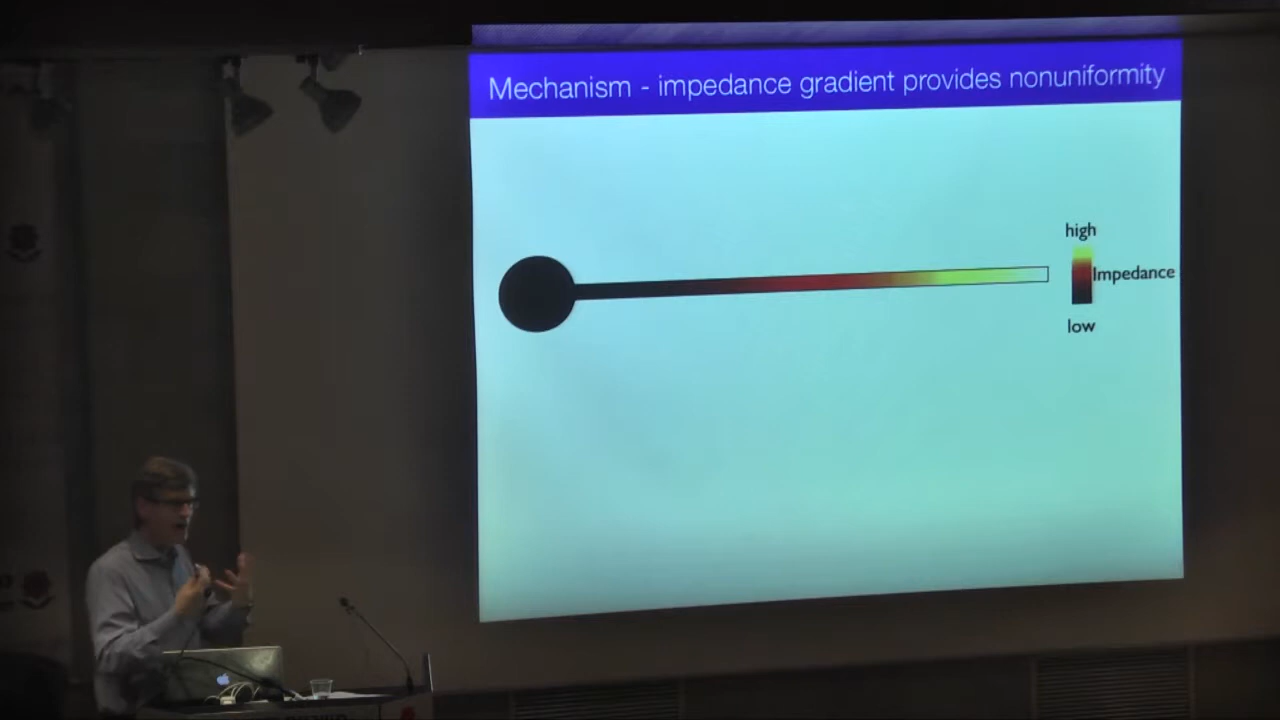 Mechanism - impedance gradient provides nonuniformity
high
Impedance
low